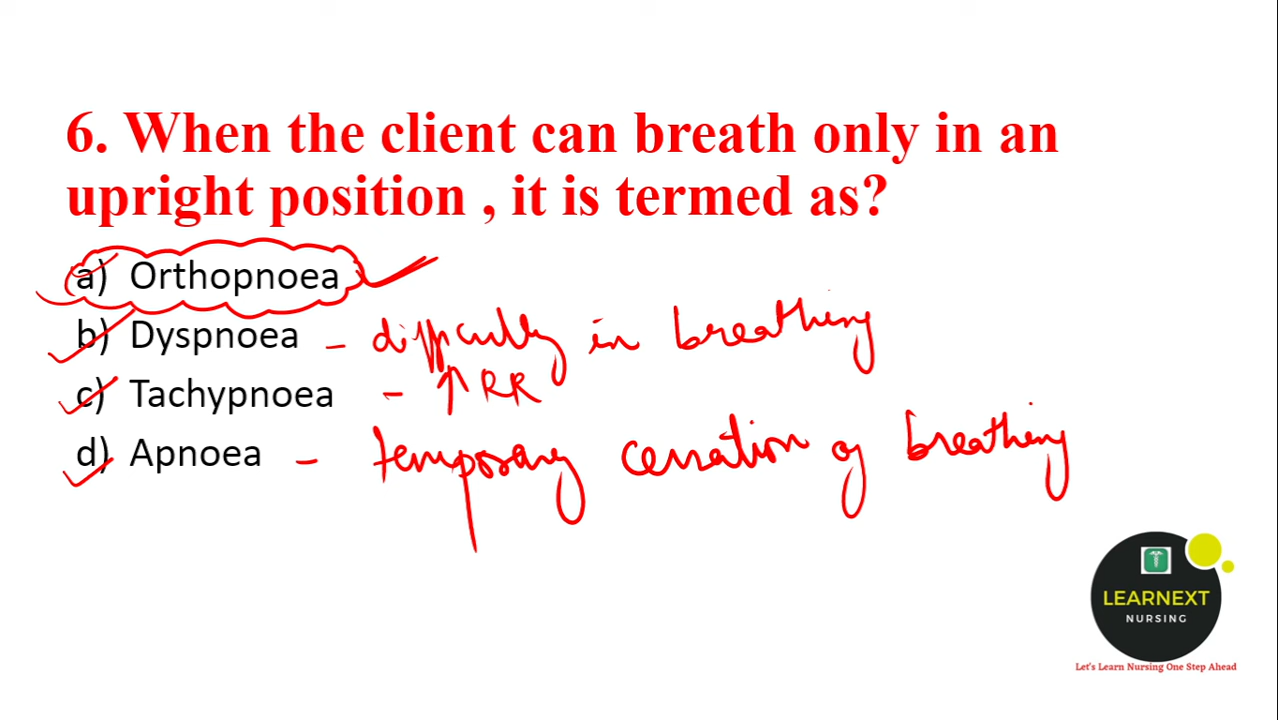 6. When the client can breath only in an
upright position , it is termed as?
a) Orthopnoea
b) Dyspnoea - difficulty in breathing
c) Tachypnoea - ↑ RR
d) Apnoea - temporary cessation of breathing
LEARNEXT
NURSING
Let's Learn Nursing One Step Ahead